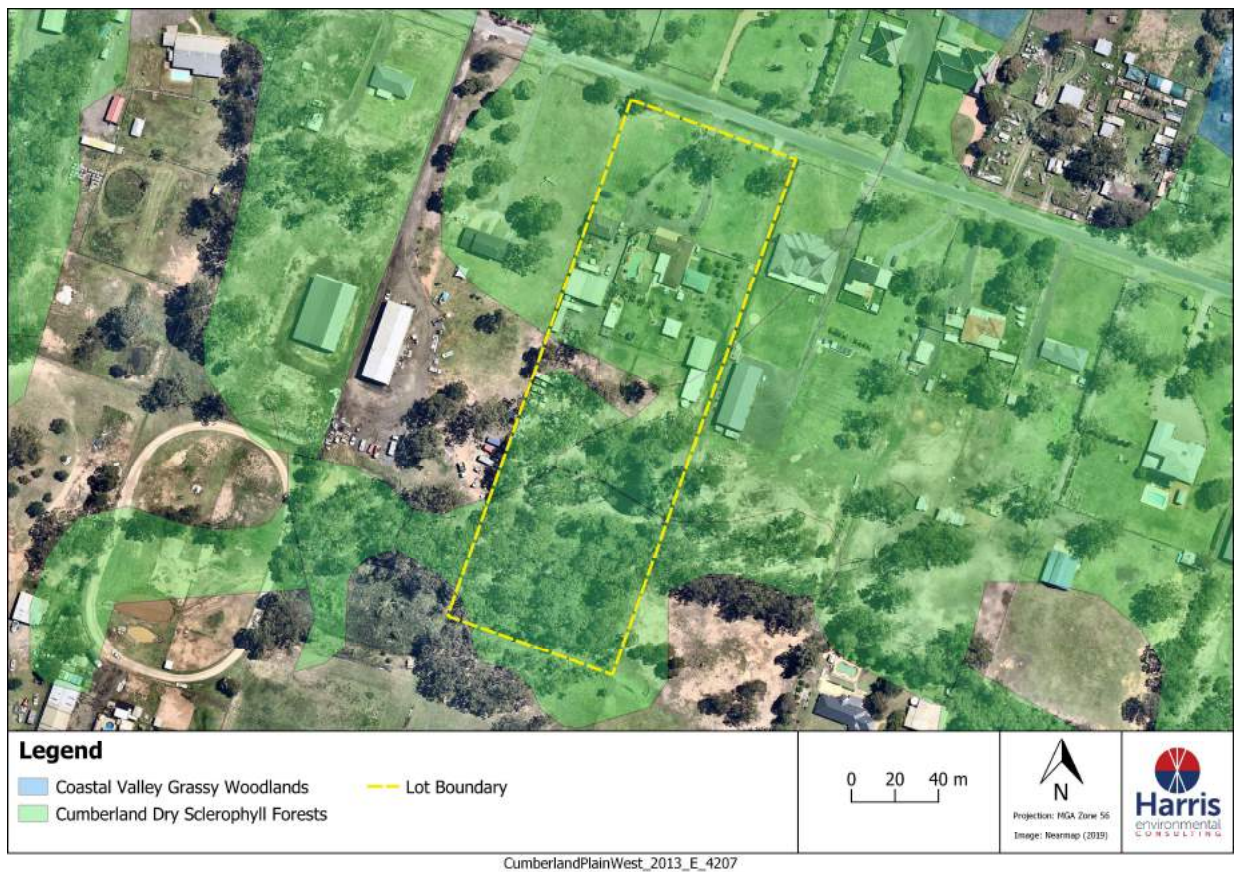 Legend
Coastal Valley Grassy Woodlands
Cumberland Dry Sclerophyll Forests
Lot Boundary
0 20 40 m
N
Projection: MGA Zone 56
Image: Nearmap (2019)
Harris
environmental
CONSULTING
CumberlandPlainWest_2013_E_4207